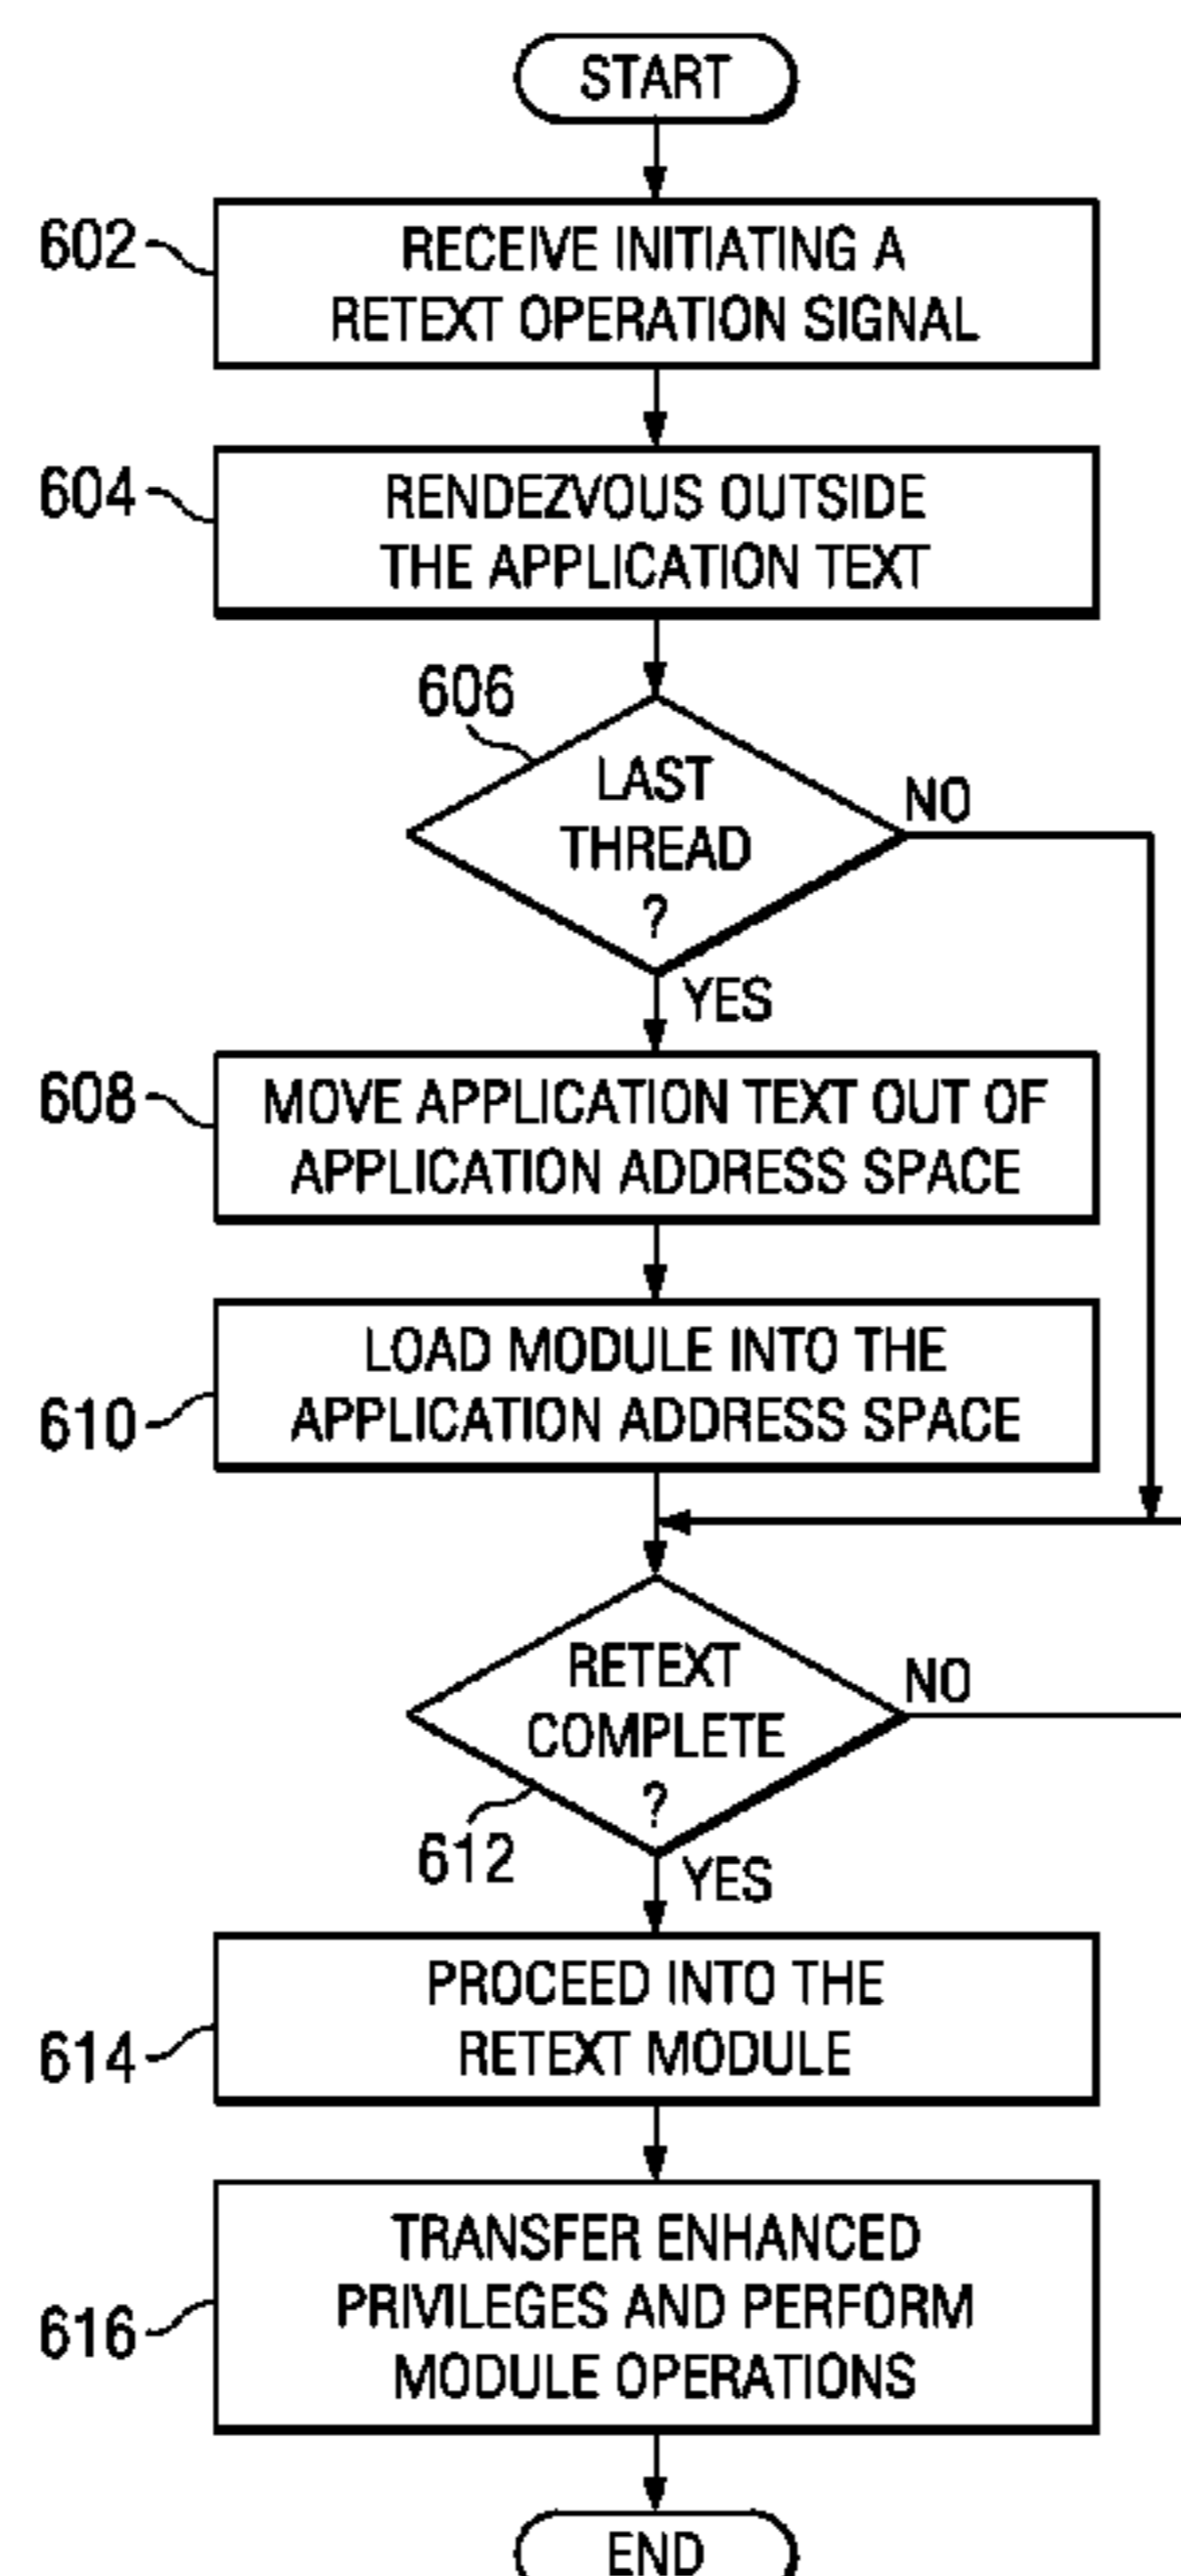 START
602
RECEIVE INITIATING A
RETEXT OPERATION SIGNAL
604
RENDEZVOUS OUTSIDE
THE APPLICATION TEXT
606
LAST
THREAD
?
NO
YES
608
MOVE APPLICATION TEXT OUT OF
APPLICATION ADDRESS SPACE
610
LOAD MODULE INTO THE
APPLICATION ADDRESS SPACE
RETEXT
COMPLETE
?
NO
612
YES
614
PROCEED INTO THE
RETEXT MODULE
616
TRANSFER ENHANCED
PRIVILEGES AND PERFORM
MODULE OPERATIONS
END